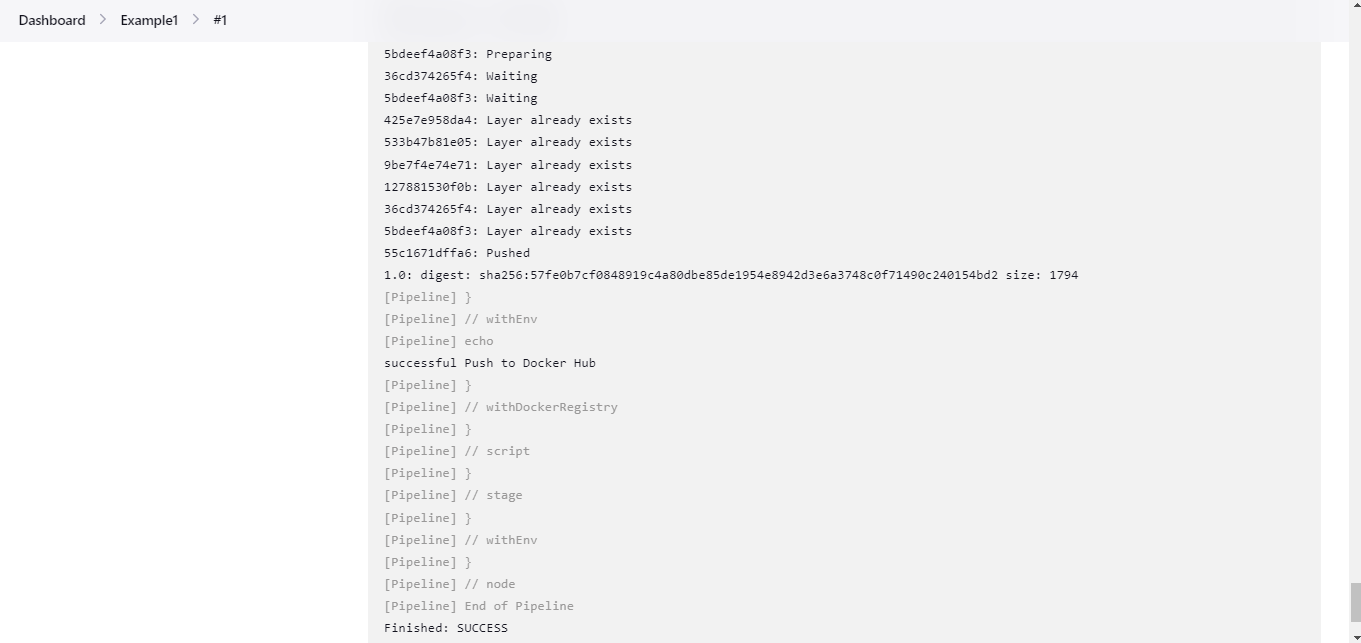 Dashboard > Example1 > #1
5bdeef4a08f3: Preparing
36cd374265f4: Waiting
5bdeef4a08f3: Waiting
425e7e958da4: Layer already exists
533b47b81e05: Layer already exists
9be7f4e74e71: Layer already exists
127881530f0b: Layer already exists
36cd374265f4: Layer already exists
5bdeef4a08f3: Layer already exists
55c1671dffa6: Pushed
1.0: digest: sha256:57fe0b7cf0848919c4a80dbe85de1954e8942d3e6a3748c0f71490c240154bd2 size: 1794
[Pipeline] }
[Pipeline] // withEnv
[Pipeline] echo
successful Push to Docker Hub
[Pipeline] }
[Pipeline] // withDockerRegistry
[Pipeline] }
[Pipeline] // script
[Pipeline] }
[Pipeline] // stage
[Pipeline] }
[Pipeline] // withEnv
[Pipeline] }
[Pipeline] // node
[Pipeline] End of Pipeline
Finished: SUCCESS